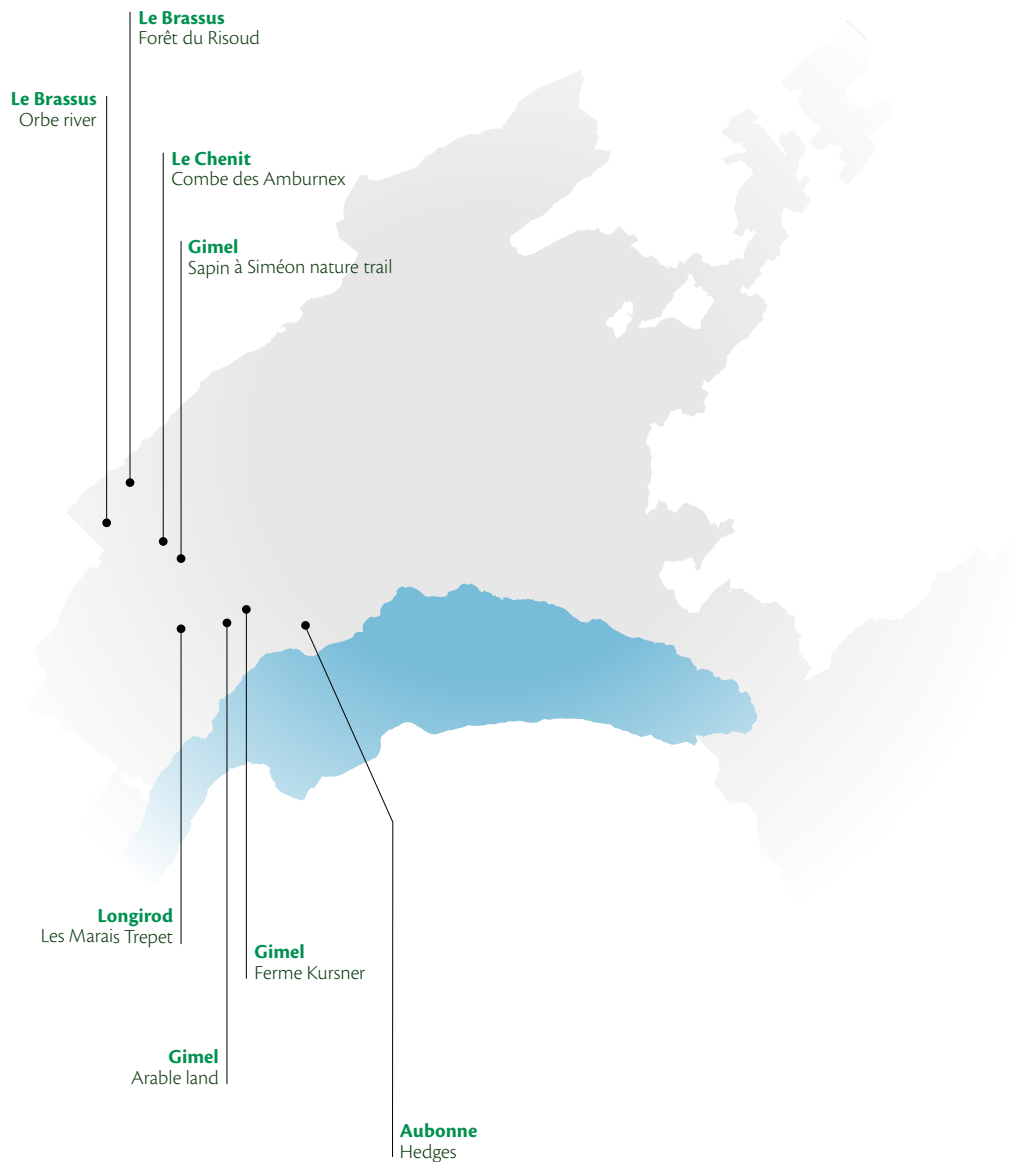 Le Brassus
Forêt du Risoud
Le Brassus
Orbe river
Le Chenit
Combe des Amburnex
Gimel
Sapin à Siméon nature trail
Longirod
Les Marais Trepet
Gimel
Ferme Kursner
Gimel
Arable land
Aubonne
Hedges